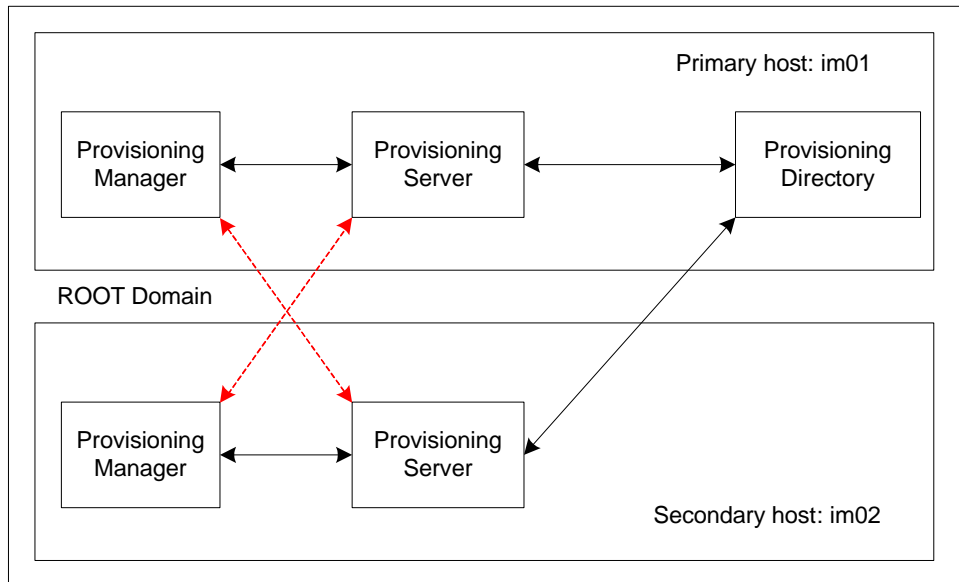 Primary host: im01
Provisioning
Manager
Provisioning
Server
Provisioning
Directory
ROOT Domain
Provisioning
Manager
Provisioning
Server
Secondary host: im02